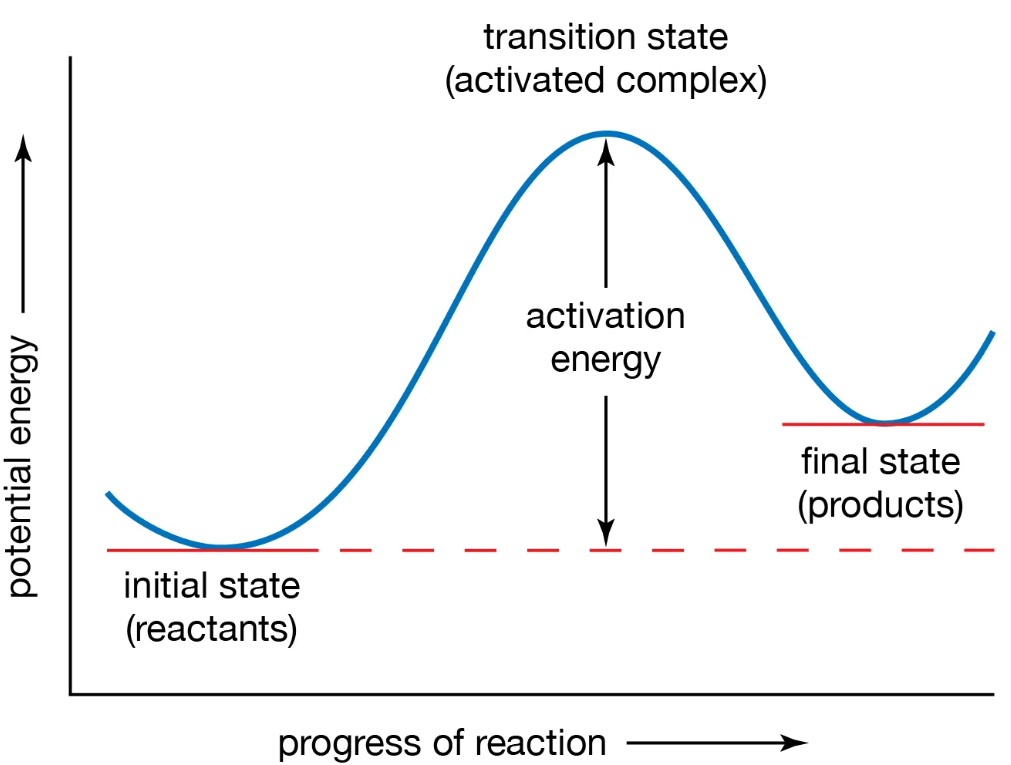 transition state
(activated complex)
potential energy
activation
energy
final state
(products)
initial state
(reactants)
progress of reaction